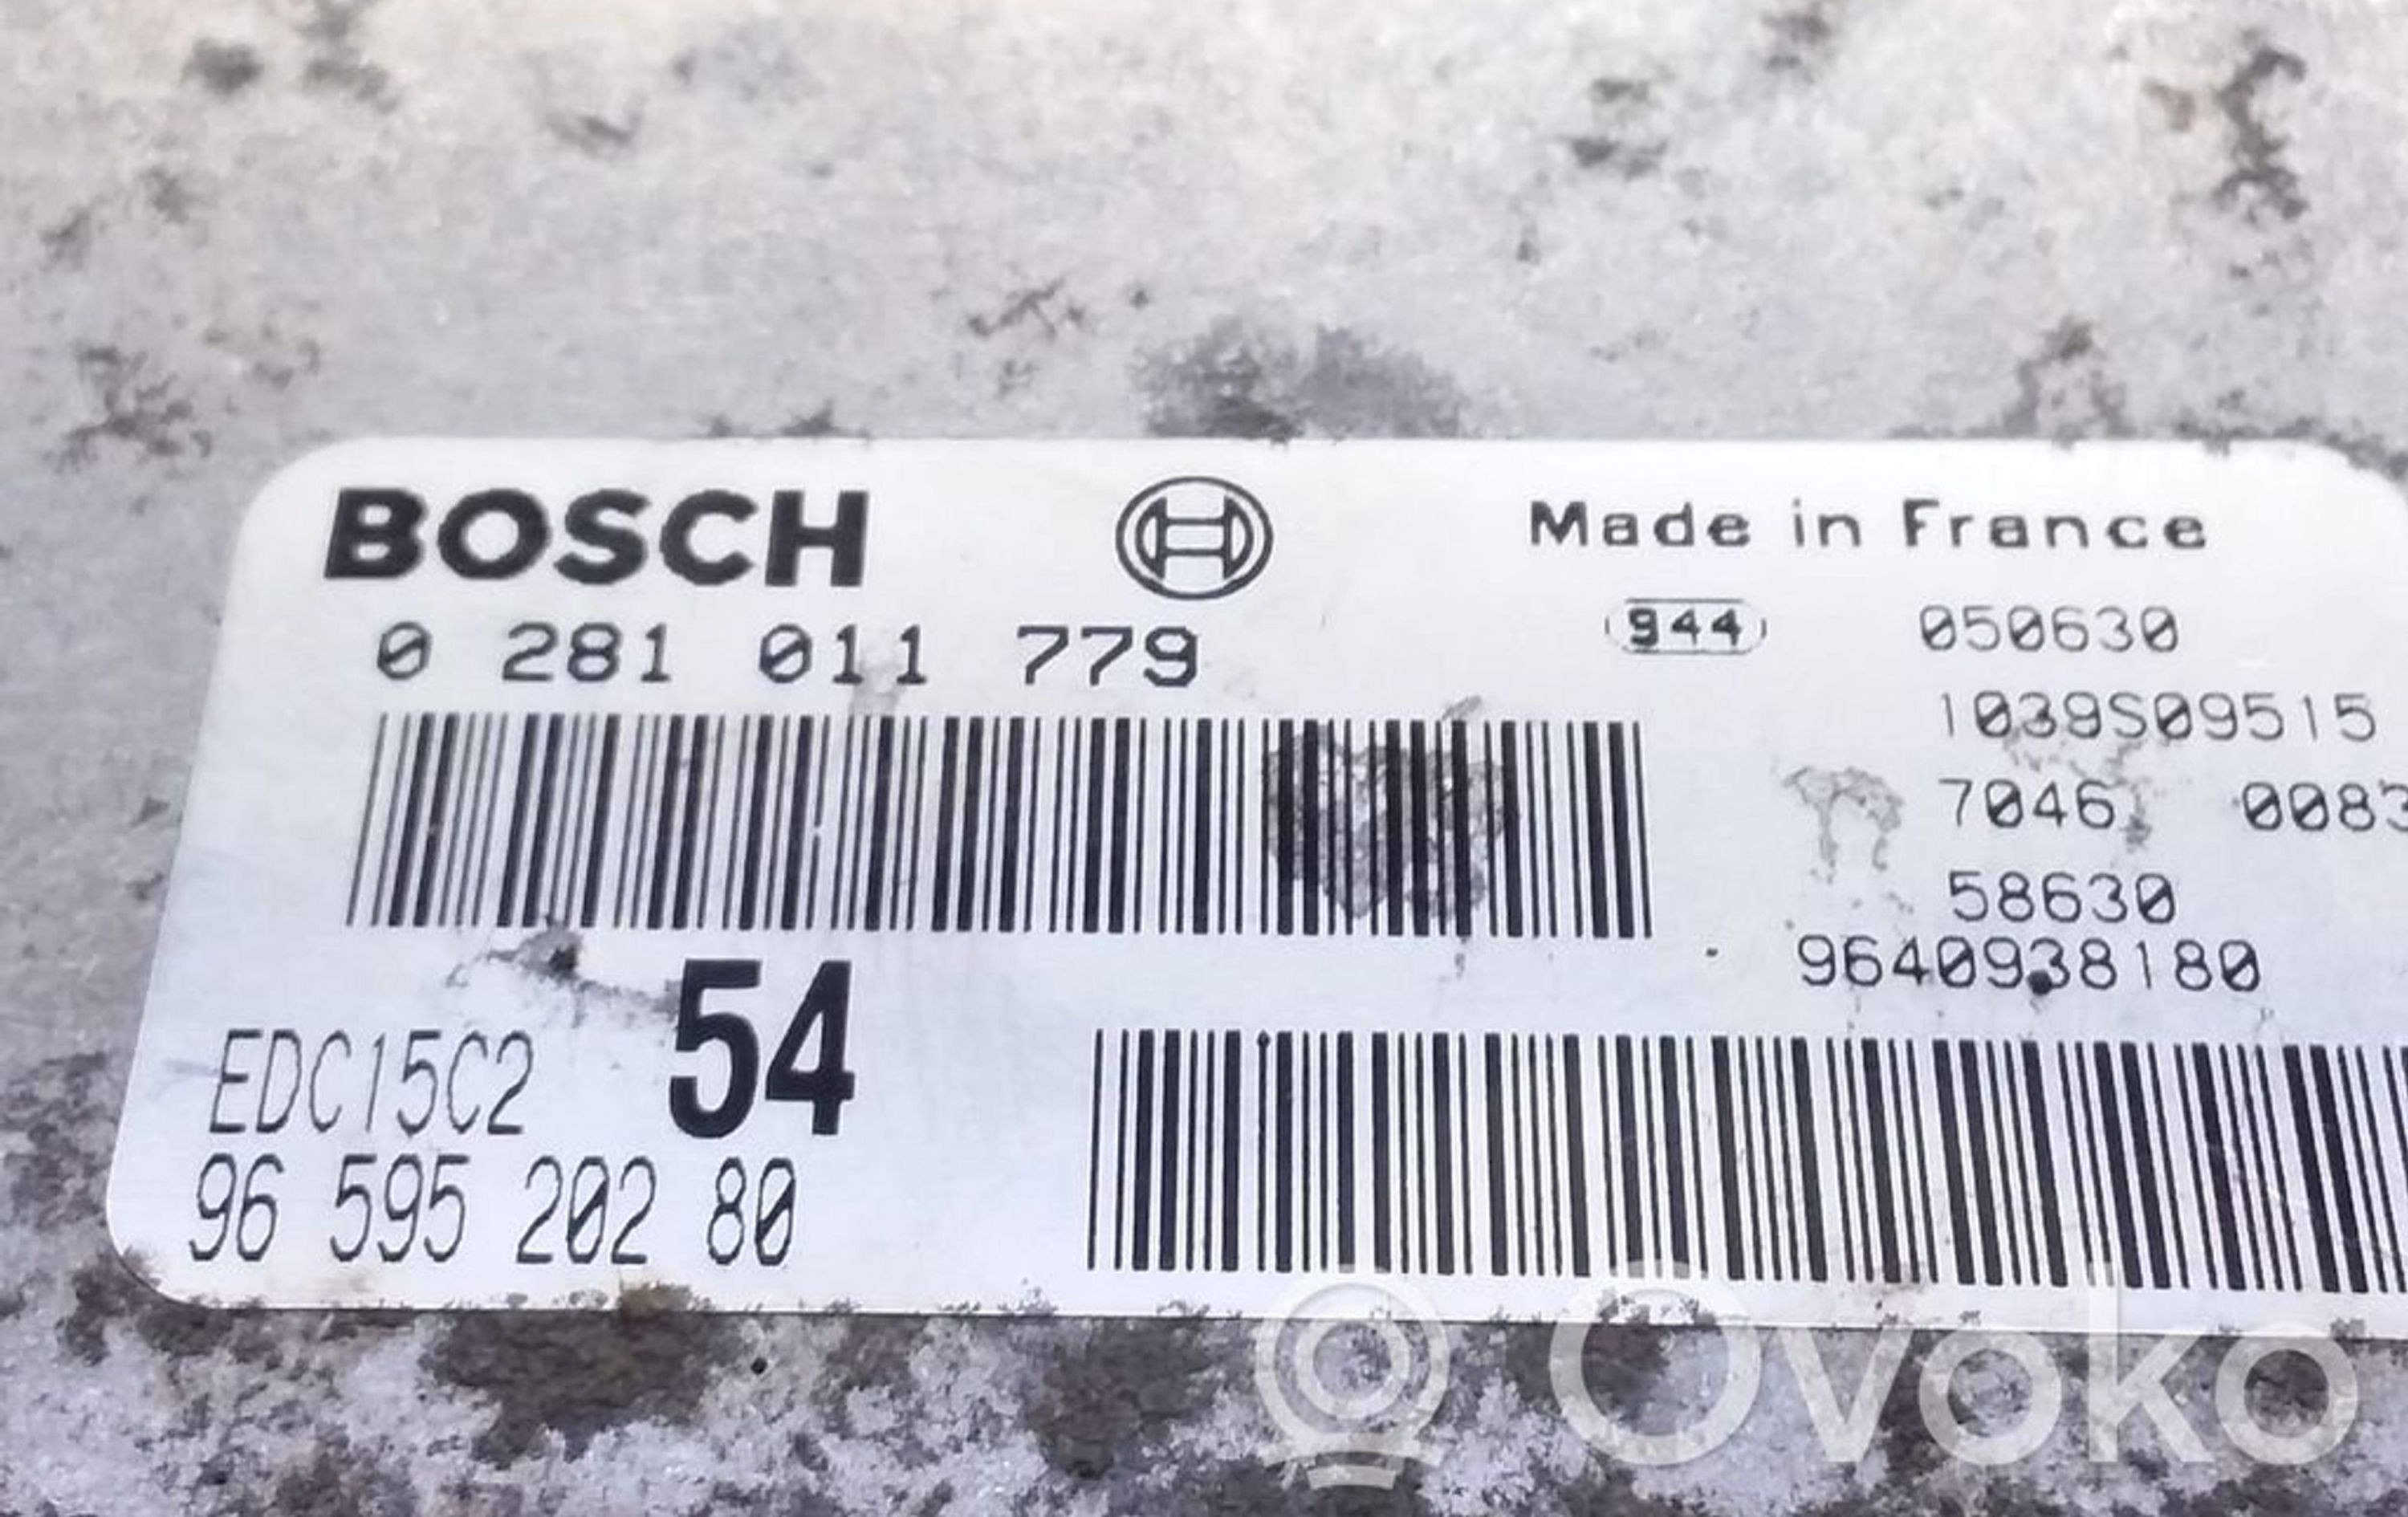 BOSCH
Made in France
0 281 011 779
944 050630
1039S09515
7046 0083
58630
9640938180
54
EDC15C2
96 595 202 80
Ovoko